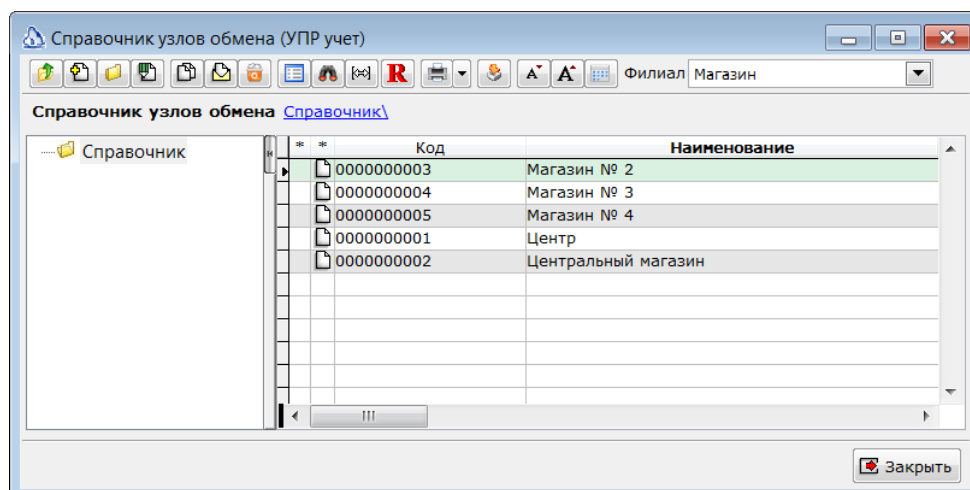 Справочник узлов обмена (УПР учет)
R A A Филиал Магазин
Справочник узлов обмена Справочник\
Справочник
* * Код Наименование
0000000003 Магазин № 2
0000000004 Магазин № 3
0000000005 Магазин № 4
0000000001 Центр
0000000002 Центральный магазин
Закрыть